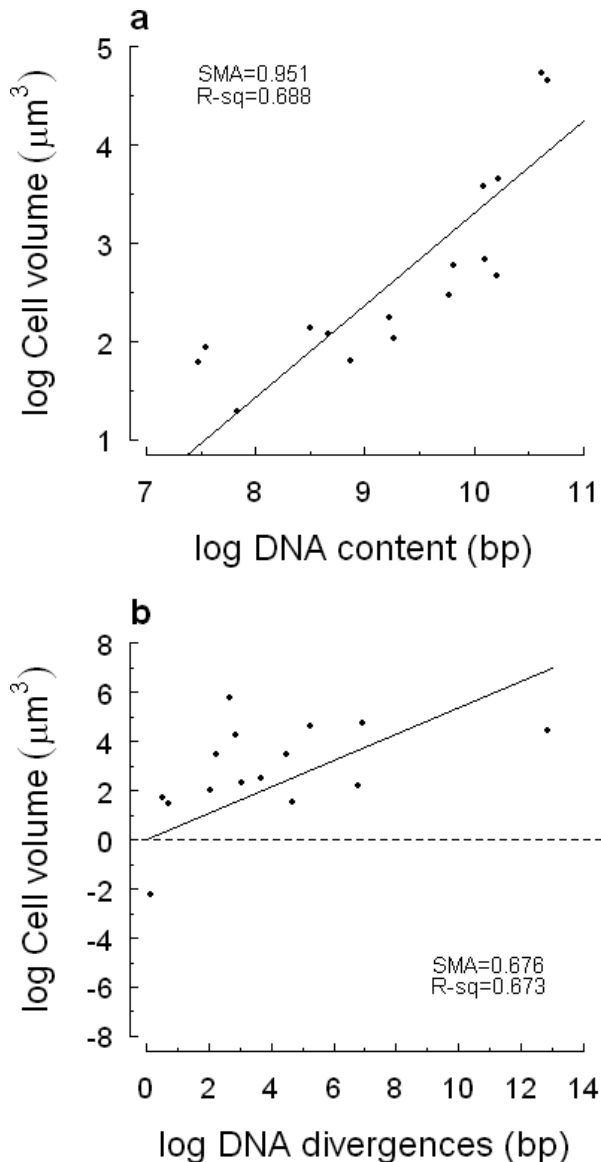 a
SMA=0.951
R-sq=0.688
5
4
3
2
1
log Cell volume (μm³)
7 8 9 10 11
log DNA content (bp)
b
8
6
4
2
0
-2
-4
-6
-8
log Cell volume (μm³)
SMA=0.676
R-sq=0.673
0 2 4 6 8 10 12 14
log DNA divergences (bp)